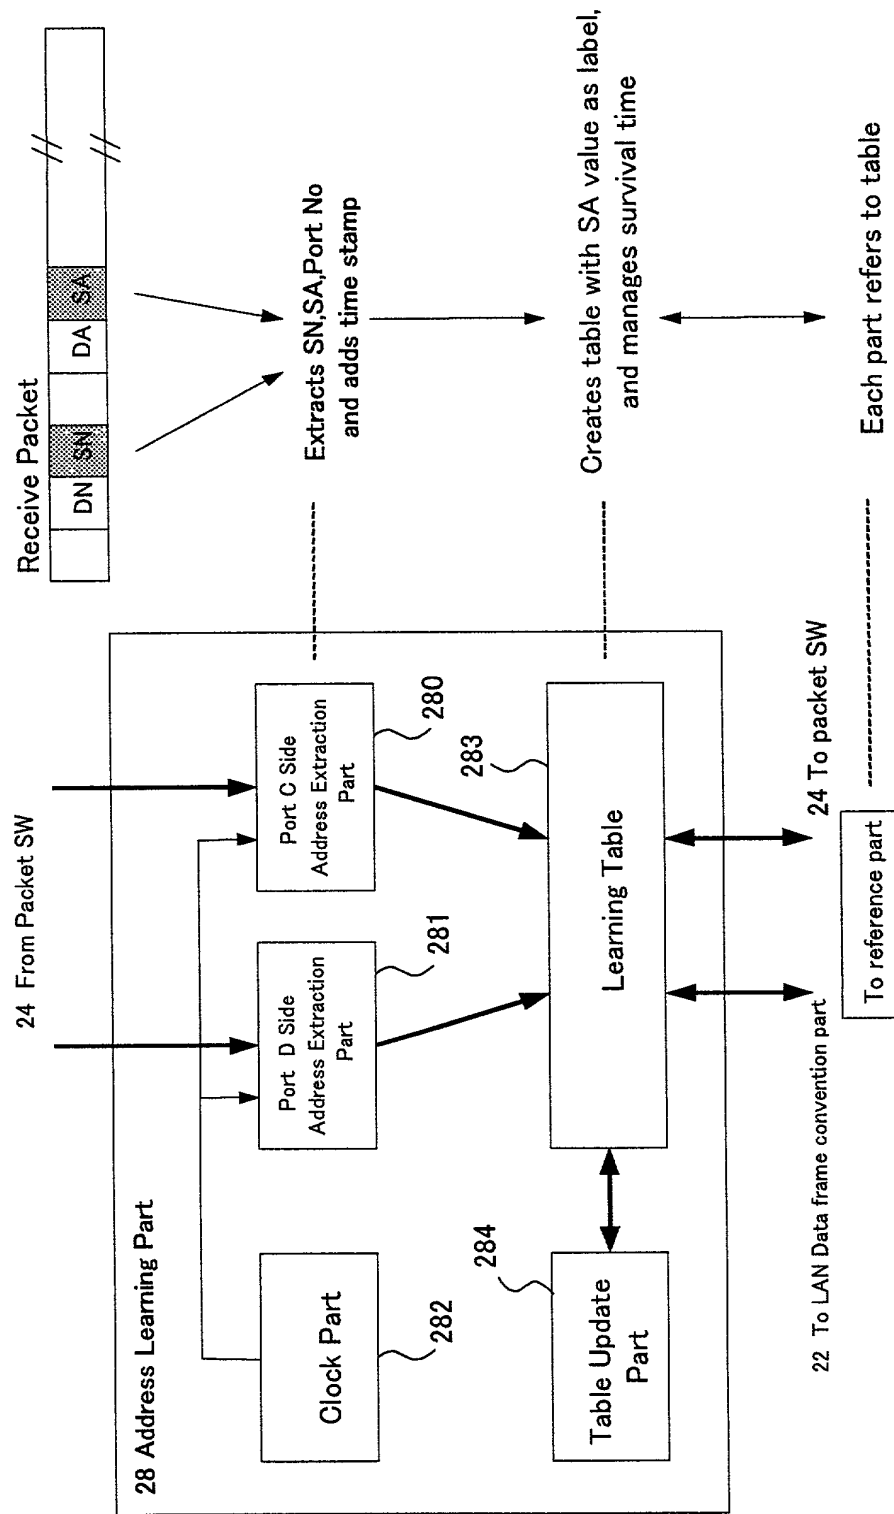 Receive Packet
DN
SN
DA
SA
Extracts SN,SA,Port No
and adds time stamp
Creates table with SA value as label,
and manages survival time
Each part refers to table
24 From Packet SW
28 Address Learning Part
Clock Part
282
Port D Side
Address Extraction
Part
281
Port C Side
Address Extraction
Part
280
Table Update
Part
284
Learning Table
283
22 To LAN Data frame convention part
24 To packet SW
To reference part